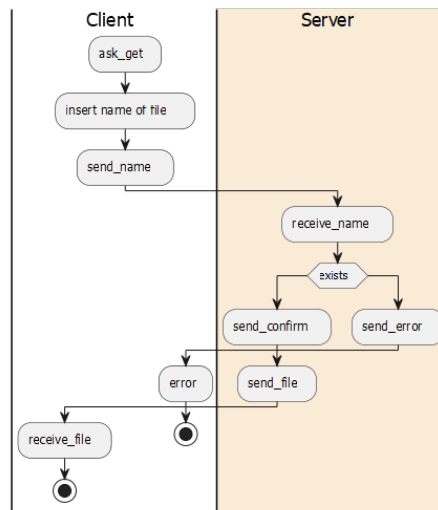 Client
Server
ask_get
insert name of file
send_name
receive_name
exists
send_confirm
send_error
error
send_file
receive_file